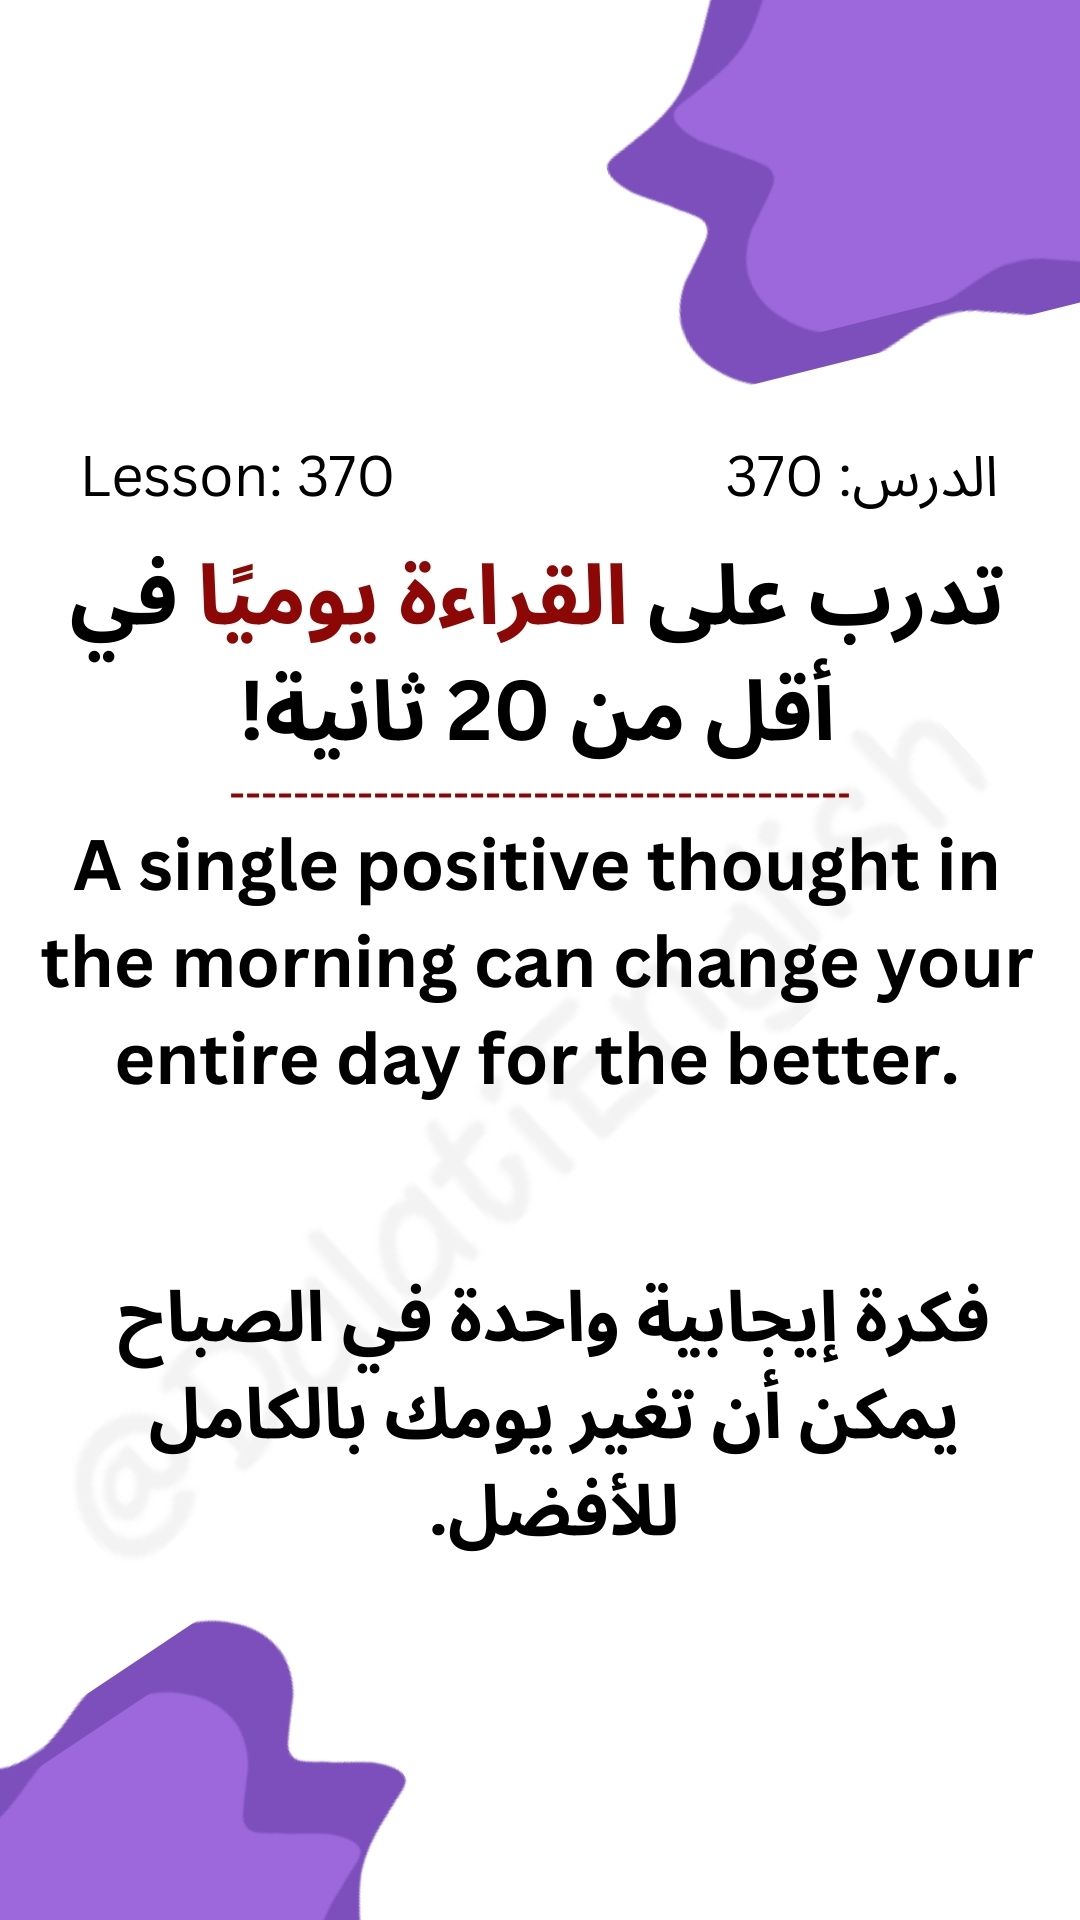 Lesson: 370
الدرس: 370
تدرب على القراءة يوميًا في
أقل من 20 ثانية!
---------------------------------------
A single positive thought in
the morning can change your
entire day for the better.
فكرة إيجابية واحدة في الصباح
يمكن أن تغير يومك بالكامل
للأفضل.
@DalatiEnglish